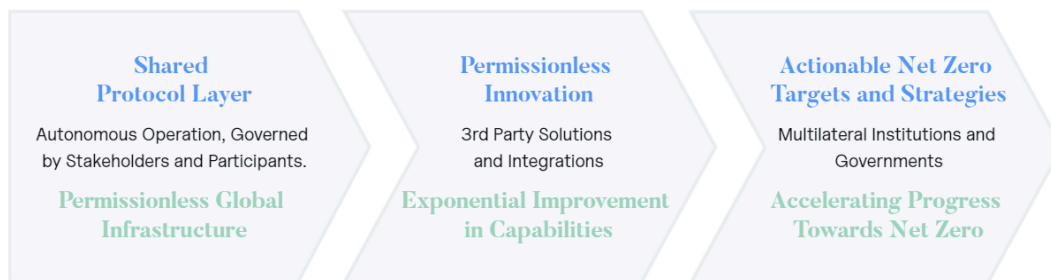 Shared
Protocol Layer
Autonomous Operation, Governed
by Stakeholders and Participants.
Permissionless Global
Infrastructure
Permissionless
Innovation
3rd Party Solutions
and Integrations
Exponential Improvement
in Capabilities
Actionable Net Zero
Targets and Strategies
Multilateral Institutions and
Governments
Accelerating Progress
Towards Net Zero